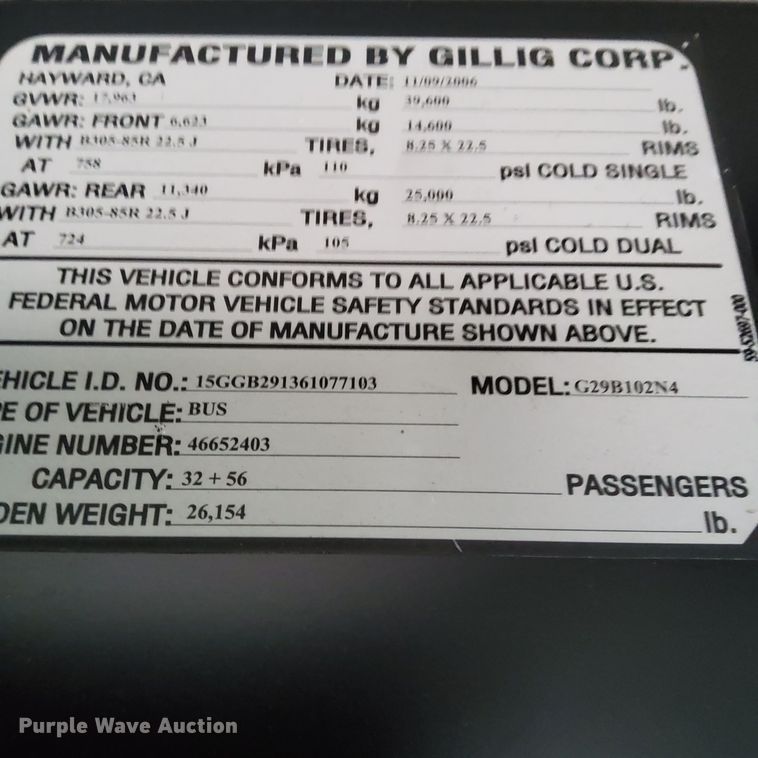 MANUFACTURED BY GILLIG CORP.
HAYWARD, CA DATE: 11/09/2006
GVWR: 17,963 kg 39,600 lb.
GAWR: FRONT 6,623 kg 14,600 lb.
WITH B305-85R 22.5 J TIRES, 8.25 X 22.5 RIMS
AT 758 kPa 110 psi COLD SINGLE
GAWR: REAR 11,340 kg 25,000 lb.
WITH B305-85R 22.5 J TIRES, 8.25 X 22.5 RIMS
AT 724 kPa 105 psi COLD DUAL
THIS VEHICLE CONFORMS TO ALL APPLICABLE U.S.
FEDERAL MOTOR VEHICLE SAFETY STANDARDS IN EFFECT
ON THE DATE OF MANUFACTURE SHOWN ABOVE.
EHICLE I.D. NO.: 15GGB291361077103 MODEL: G29B102N4
PE OF VEHICLE: BUS
GINE NUMBER: 46652403
CAPACITY: 32 + 56 PASSENGERS
DEN WEIGHT: 26,154 lb.
Purple Wave Auction